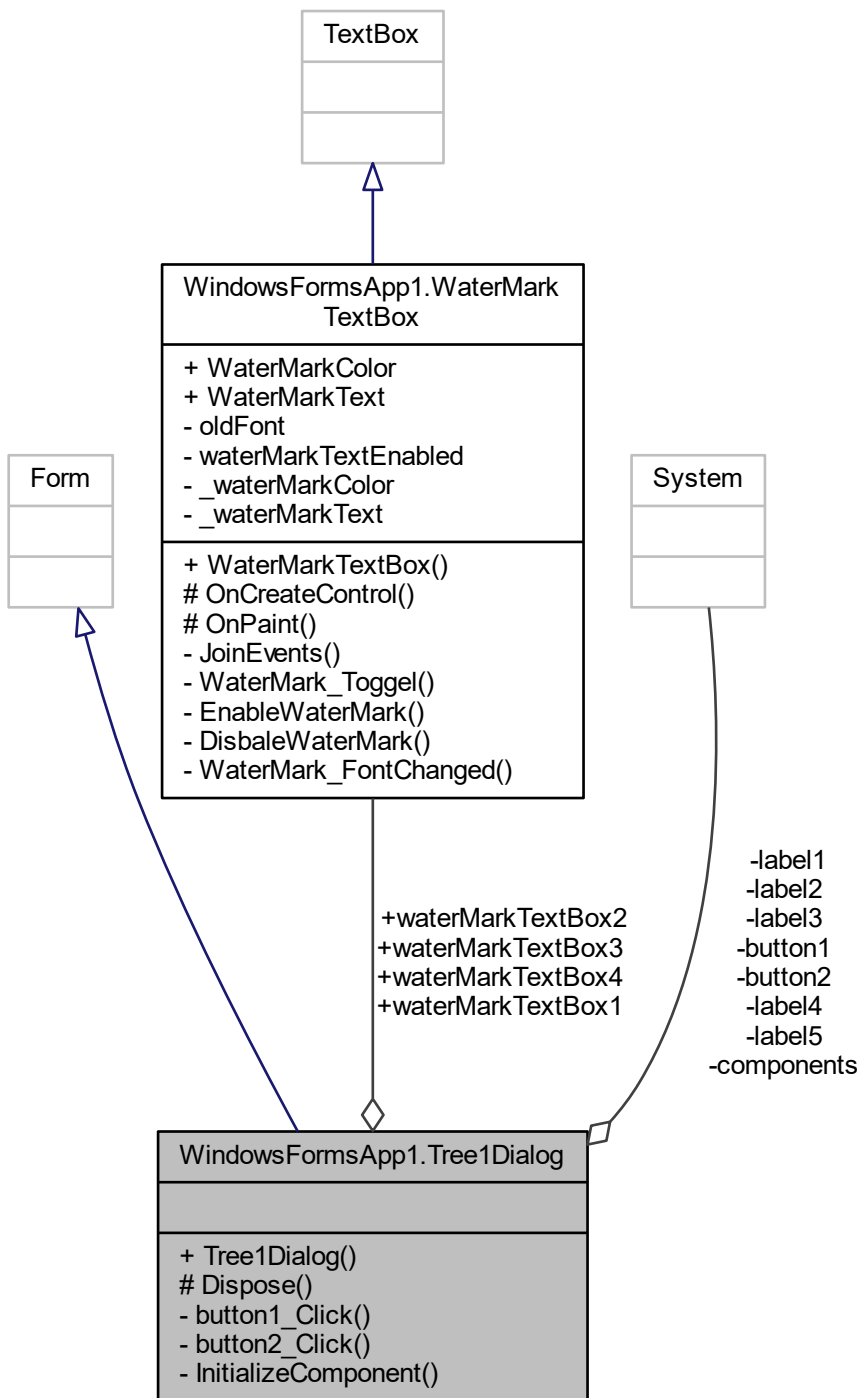 TextBox
WindowsFormsApp1.WaterMark
TextBox
+ WaterMarkColor
+ WaterMarkText
- oldFont
- waterMarkTextEnabled
- _waterMarkColor
- _waterMarkText
+ WaterMarkTextBox()
# OnCreateControl()
# OnPaint()
- JoinEvents()
- WaterMark_Toggel()
- EnableWaterMark()
- DisbaleWaterMark()
- WaterMark_FontChanged()
Form
System
+waterMarkTextBox2
+waterMarkTextBox3
+waterMarkTextBox4
+waterMarkTextBox1
-label1
-label2
-label3
-button1
-button2
-label4
-label5
-components
WindowsFormsApp1.Tree1Dialog
+ Tree1Dialog()
# Dispose()
- button1_Click()
- button2_Click()
- InitializeComponent()